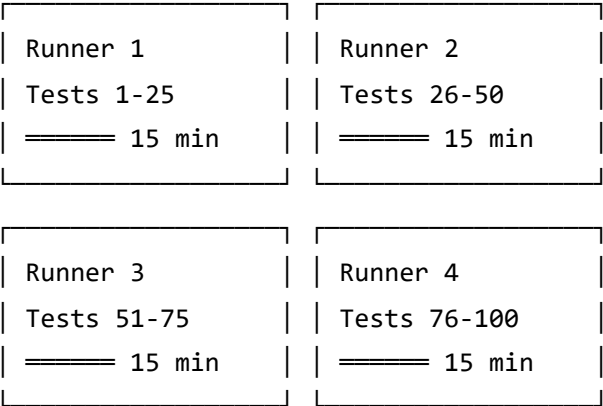 Runner 1
Tests 1-25
══════ 15 min
Runner 2
Tests 26-50
══════ 15 min
Runner 3
Tests 51-75
══════ 15 min
Runner 4
Tests 76-100
══════ 15 min